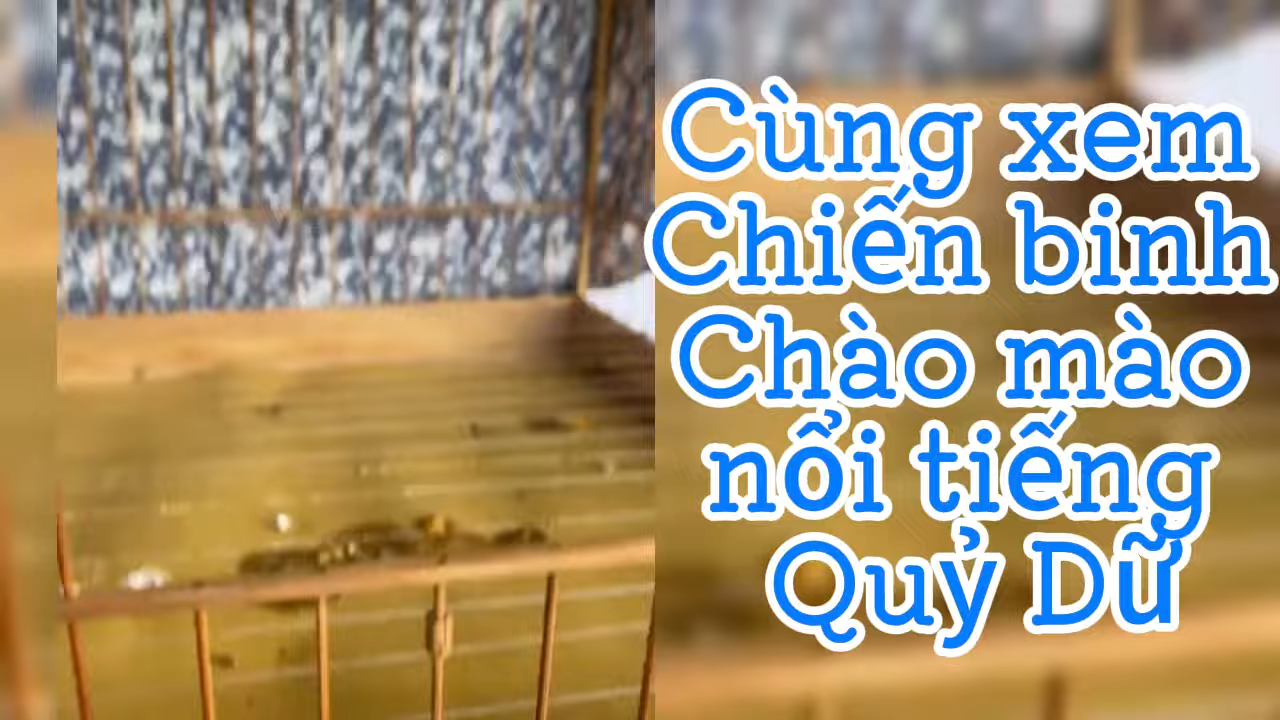 Cùng xem
Chiến binh
Chào mào
nổi tiếng
Quỷ Dữ